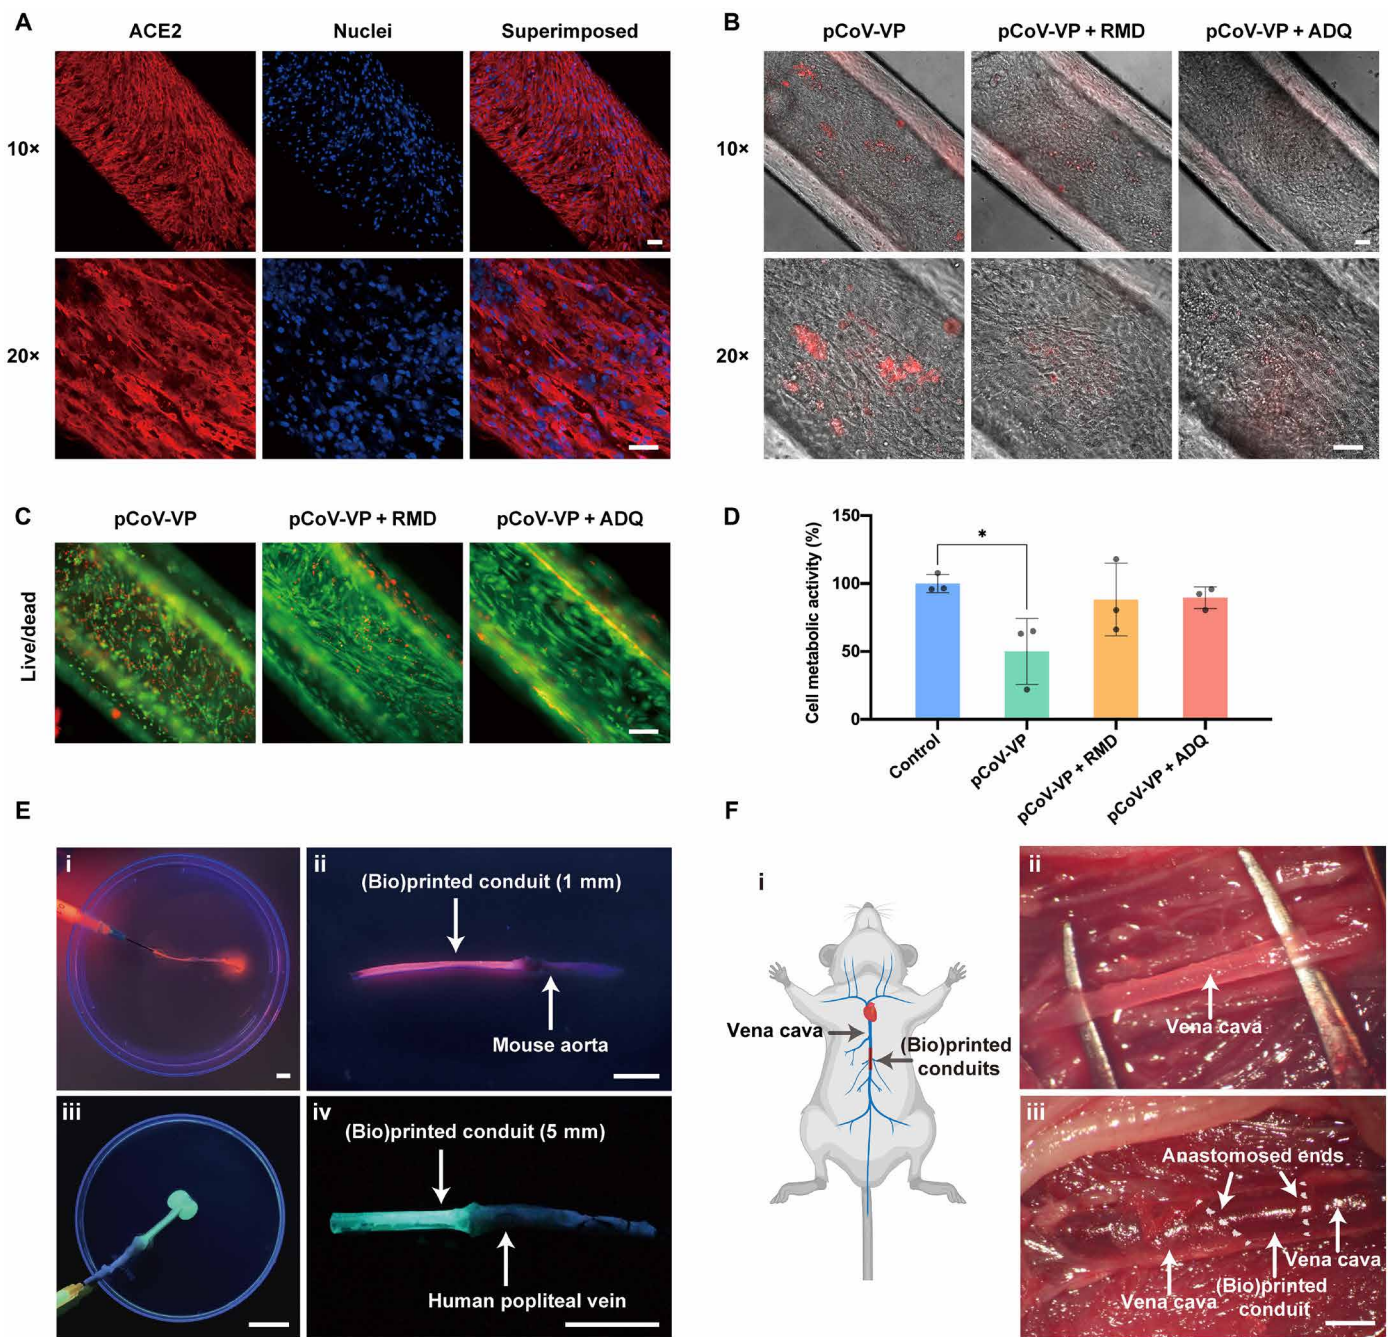 A
ACE2 Nuclei Superimposed
10×
20×
B
pCoV-VP pCoV-VP + RMD pCoV-VP + ADQ
10×
20×
C
pCoV-VP pCoV-VP + RMD pCoV-VP + ADQ
Live/dead
D
Cell metabolic activity (%)
150
100
50
0
*
Control
pCoV-VP
pCoV-VP + RMD
pCoV-VP + ADQ
E
i
ii
(Bio)printed conduit (1 mm)
Mouse aorta
iii
iv
(Bio)printed conduit (5 mm)
Human popliteal vein
F
i
Vena cava
(Bio)printed
conduits
ii
Vena cava
iii
Anastomosed ends
Vena cava
(Bio)printed
conduit
Vena cava